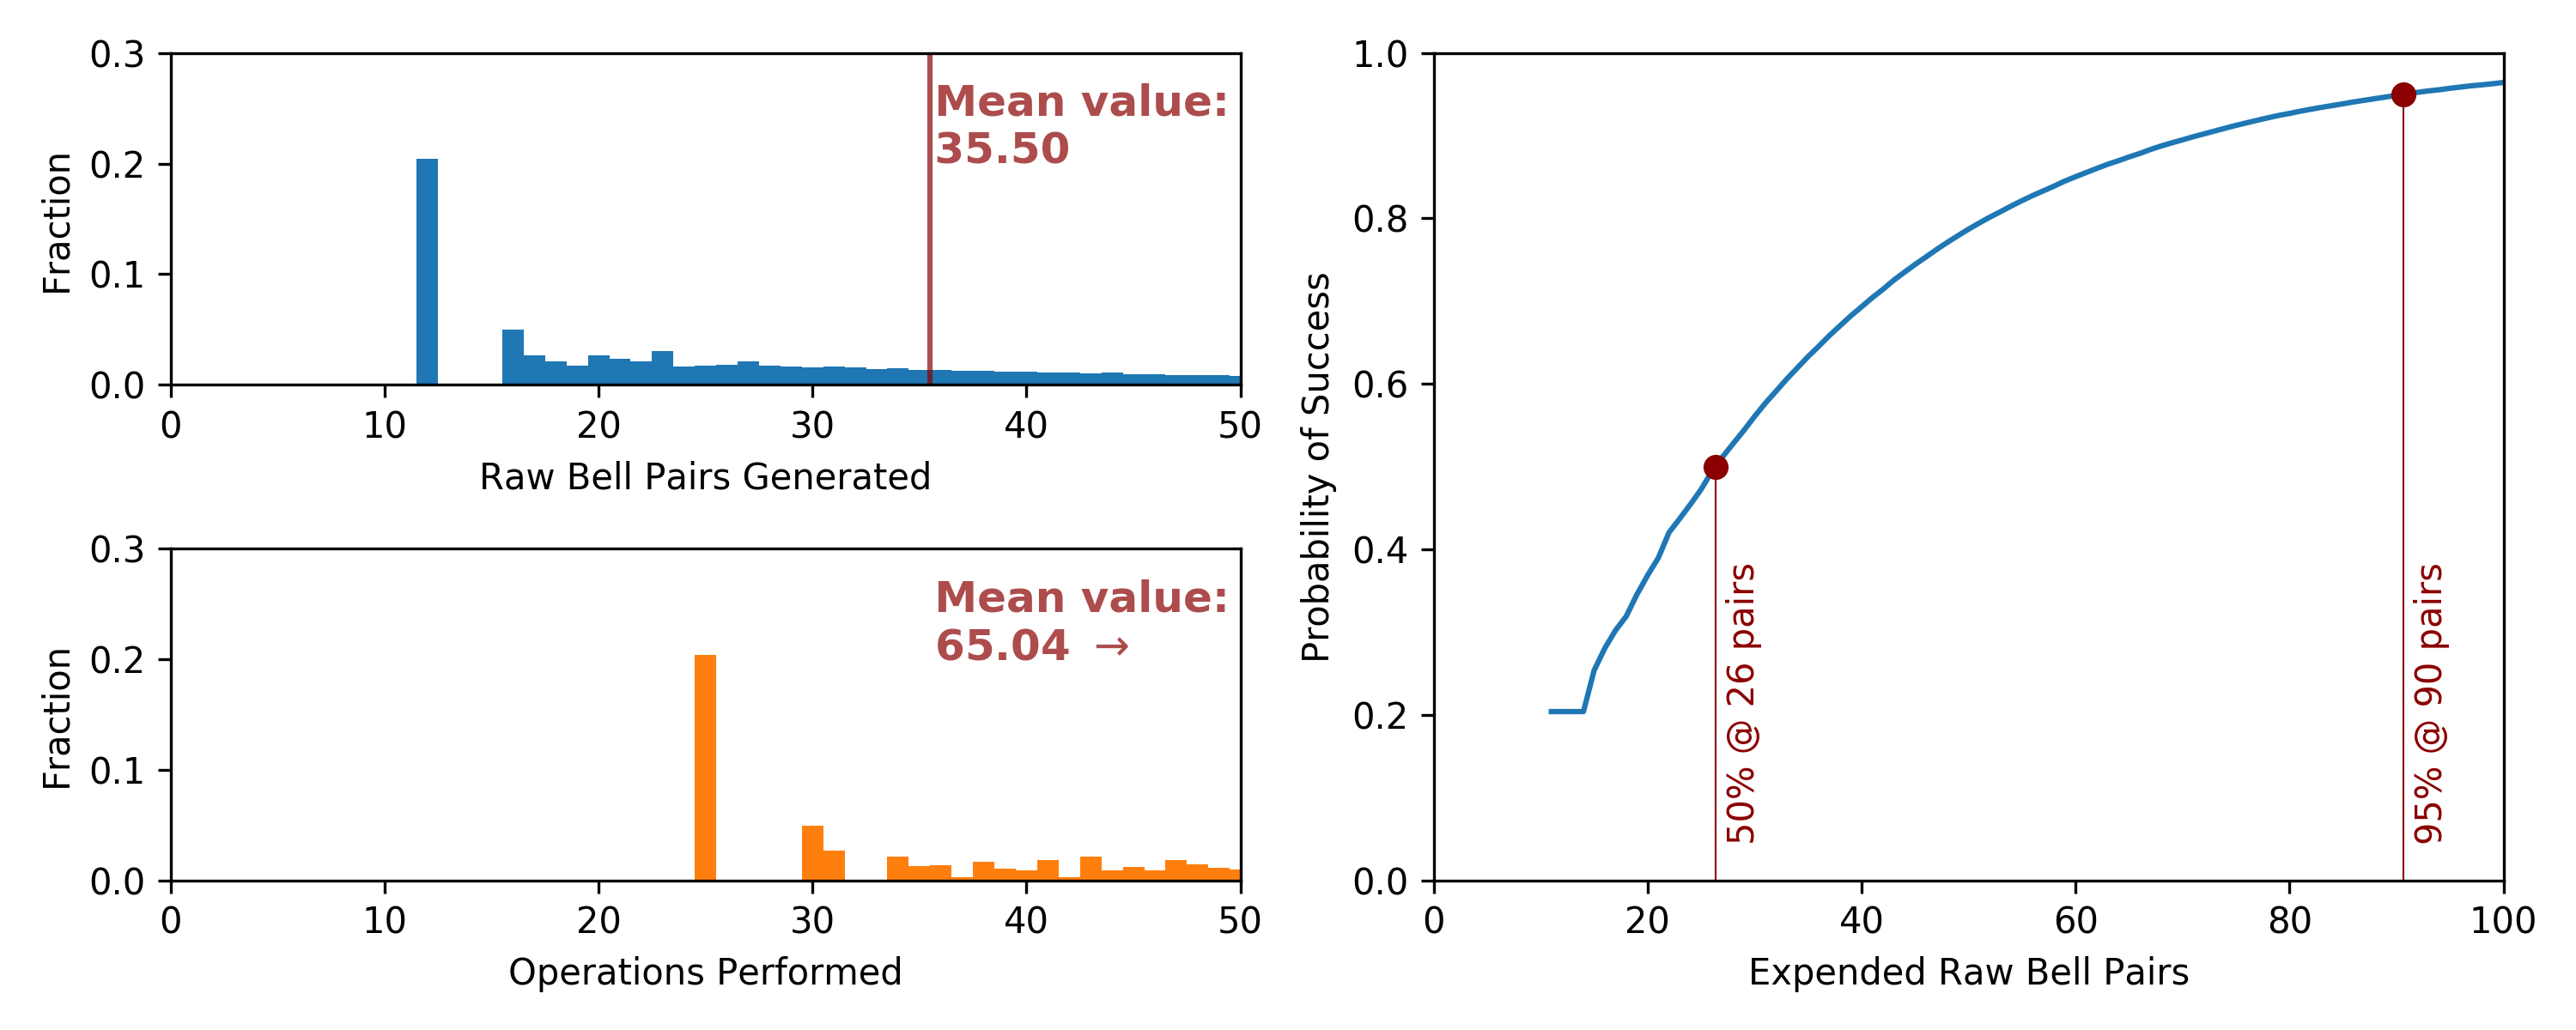 0.3
0.2
0.1
0.0
Fraction
Mean value:
35.50
0 10 20 30 40 50
Raw Bell Pairs Generated
0.3
0.2
0.1
0.0
Fraction
Mean value:
65.04 →
0 10 20 30 40 50
Operations Performed
1.0
0.8
0.6
0.4
0.2
0.0
Probability of Success
50% @ 26 pairs
95% @ 90 pairs
0 20 40 60 80 100
Expended Raw Bell Pairs